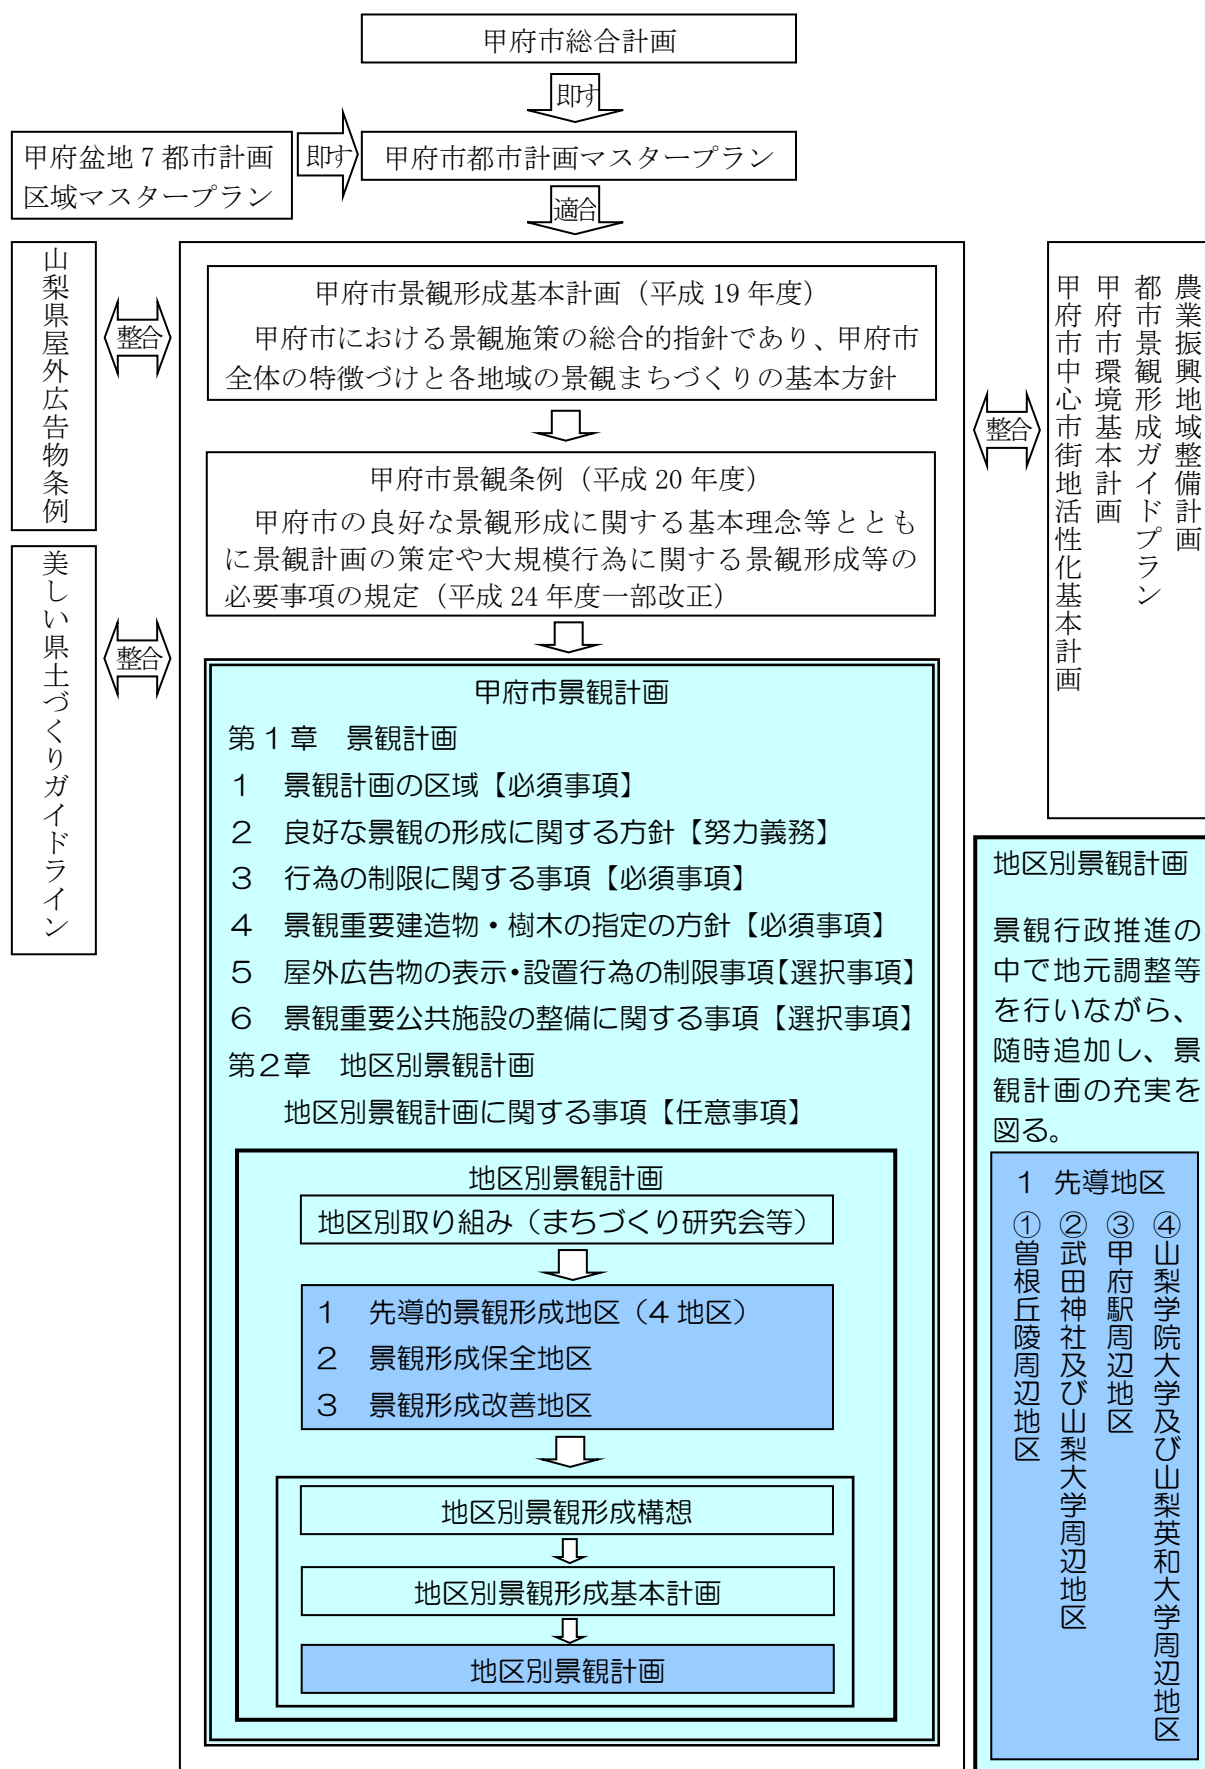 甲府市総合計画
即す
甲府盆地7都市計画
区域マスタープラン
即す
甲府市都市計画マスタープラン
適合
山梨県屋外広告物条例
整合
美しい県土づくりガイドライン
整合
甲府市景観形成基本計画（平成19年度）
甲府市における景観施策の総合的指針であり、甲府市
全体の特徴づけと各地域の景観まちづくりの基本方針
甲府市景観条例（平成20年度）
甲府市の良好な景観形成に関する基本理念等ととも
に景観計画の策定や大規模行為に関する景観形成等の
必要事項の規定（平成24年度一部改正）
整合
農業振興地域整備計画
都市景観形成ガイドプラン
甲府市環境基本計画
甲府市中心市街地活性化基本計画
甲府市景観計画
第1章　景観計画
1　景観計画の区域【必須事項】
2　良好な景観の形成に関する方針【努力義務】
3　行為の制限に関する事項【必須事項】
4　景観重要建造物・樹木の指定の方針【必須事項】
5　屋外広告物の表示・設置行為の制限事項【選択事項】
6　景観重要公共施設の整備に関する事項【選択事項】
第2章　地区別景観計画
地区別景観計画に関する事項【任意事項】
地区別景観計画
地区別取り組み（まちづくり研究会等）
1　先導的景観形成地区（4地区）
2　景観形成保全地区
3　景観形成改善地区
地区別景観形成構想
地区別景観形成基本計画
地区別景観計画
地区別景観計画
景観行政推進の
中で地元調整等
を行いながら、
随時追加し、景
観計画の充実を
図る。
1　先導地区
①曽根丘陵周辺地区
②武田神社及び山梨大学周辺地区
③甲府駅周辺地区
④山梨学院大学及び山梨英和大学周辺地区